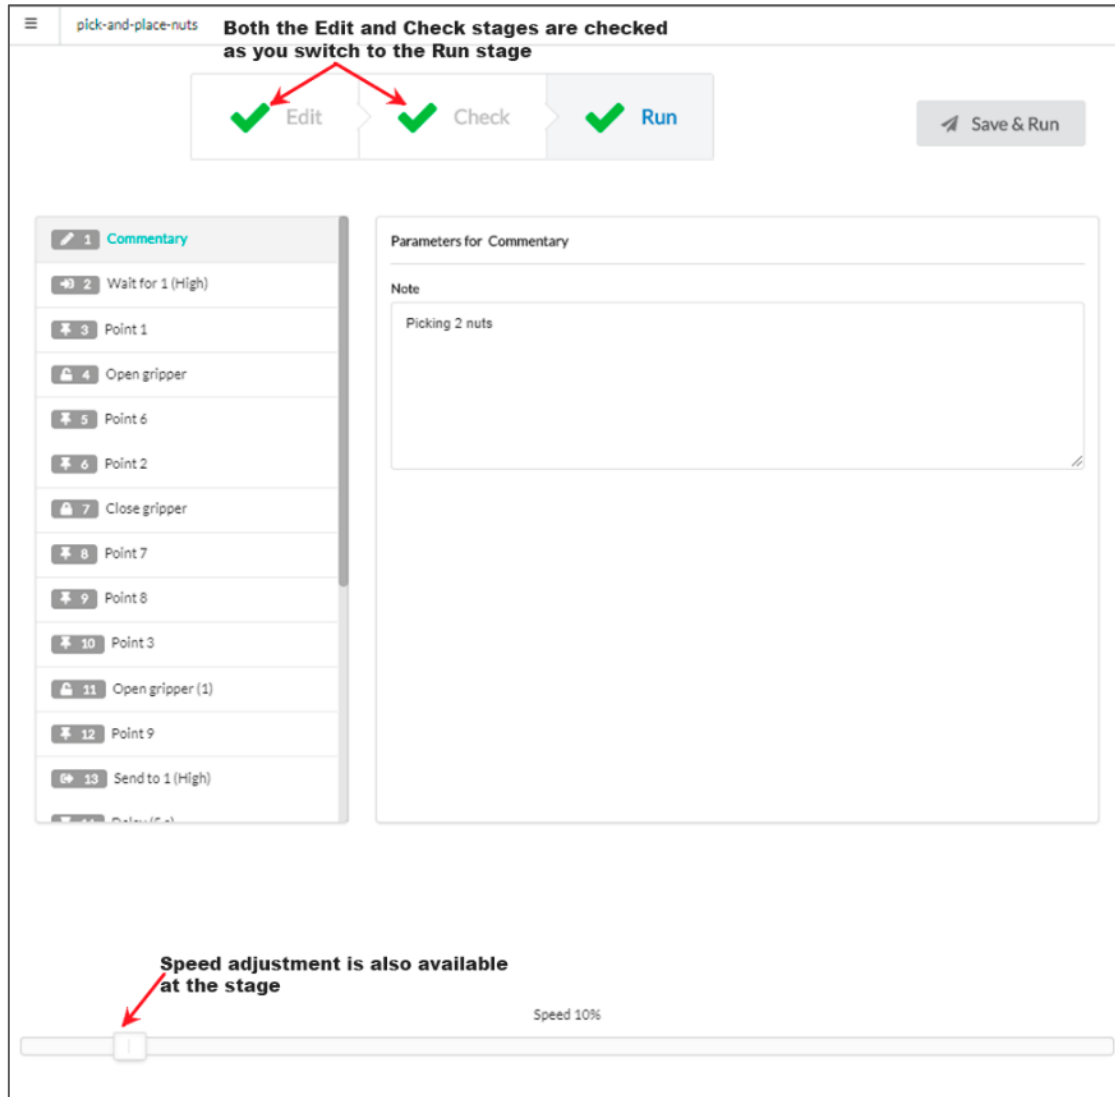 pick-and-place-nuts
Both the Edit and Check stages are checked
as you switch to the Run stage
Edit
Check
Run
Save & Run
1 Commentary
2 Wait for 1 (High)
3 Point 1
4 Open gripper
5 Point 6
6 Point 2
7 Close gripper
8 Point 7
9 Point 8
10 Point 3
11 Open gripper (1)
12 Point 9
13 Send to 1 (High)
Parameters for Commentary
Note
Picking 2 nuts
Speed adjustment is also available
at the stage
Speed 10%